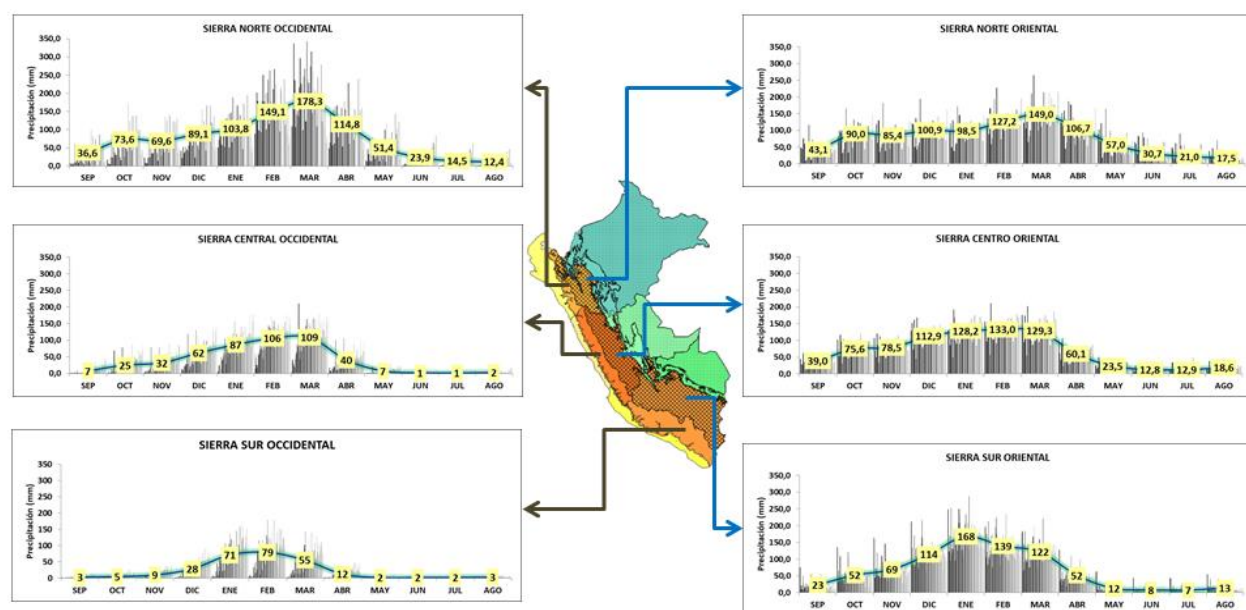 SIERRA NORTE OCCIDENTAL
Precipitación (mm)
350,0
300,0
250,0
200,0
150,0
100,0
50,0
0,0
36,6 73,6 69,6 89,1 103,8 149,1 178,3 114,8 51,4 23,9 14,5 12,4
SEP OCT NOV DIC ENE FEB MAR ABR MAY JUN JUL AGO
SIERRA NORTE ORIENTAL
Precipitación (mm)
350,0
300,0
250,0
200,0
150,0
100,0
50,0
0,0
43,1 90,0 85,4 100,9 98,5 127,2 149,0 106,7 57,0 30,7 21,0 17,5
SEP OCT NOV DIC ENE FEB MAR ABR MAY JUN JUL AGO
SIERRA CENTRAL OCCIDENTAL
Precipitación (mm)
350,0
300,0
250,0
200,0
150,0
100,0
50,0
0,0
7 25 32 62 87 106 109 40 7 1 1 2
SEP OCT NOV DIC ENE FEB MAR ABR MAY JUN JUL AGO
SIERRA CENTRO ORIENTAL
Precipitación (mm)
350,0
300,0
250,0
200,0
150,0
100,0
50,0
0,0
39,0 75,6 78,5 112,9 128,2 133,0 129,3 60,1 23,5 12,8 12,9 18,6
SEP OCT NOV DIC ENE FEB MAR ABR MAY JUN JUL AGO
SIERRA SUR OCCIDENTAL
Precipitación (mm)
350
300
250
200
150
100
50
0
3 5 9 28 71 79 55 12 2 2 2 3
SEP OCT NOV DIC ENE FEB MAR ABR MAY JUN JUL AGO
SIERRA SUR ORIENTAL
Precipitación (mm)
350,0
300,0
250,0
200,0
150,0
100,0
50,0
0,0
23 52 69 114 168 139 122 52 12 8 7 13
SEP OCT NOV DIC ENE FEB MAR ABR MAY JUN JUL AGO